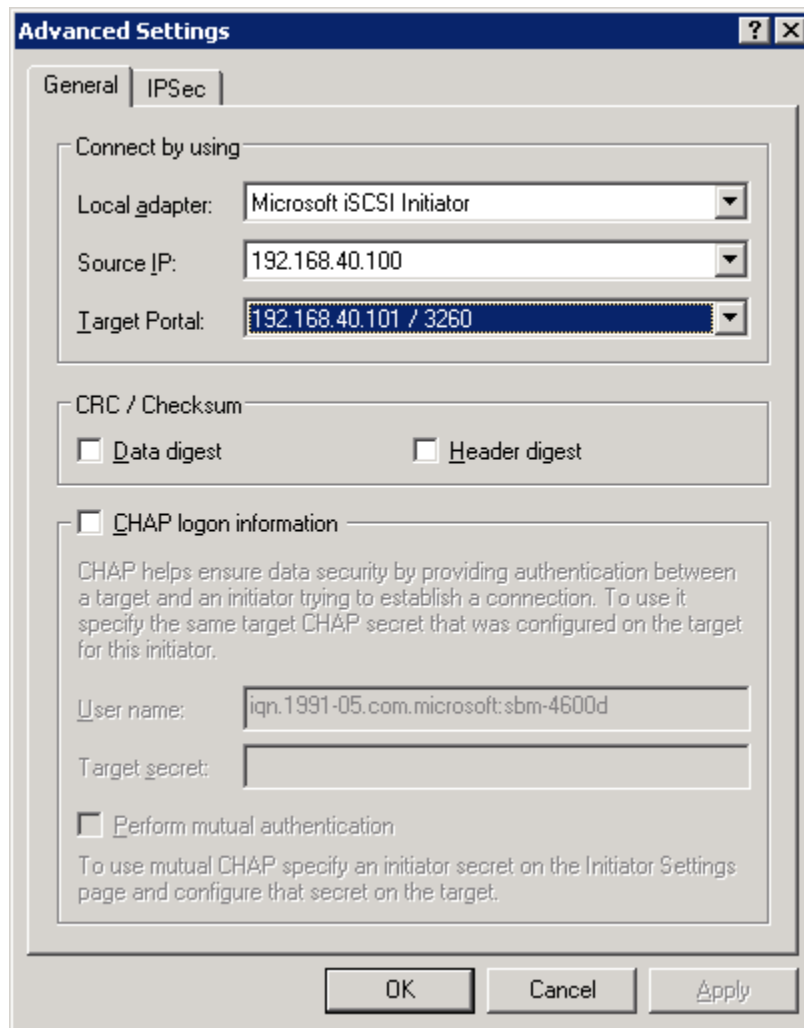 Advanced Settings
General IPSec
Connect by using
Local adapter: Microsoft iSCSI Initiator
Source IP: 192.168.40.100
Target Portal: 192.168.40.101 / 3260
CRC / Checksum
Data digest Header digest
CHAP logon information
CHAP helps ensure data security by providing authentication between
a target and an initiator trying to establish a connection. To use it
specify the same target CHAP secret that was configured on the target
for this initiator.
User name: iqn.1991-05.com.microsoft:sbm-4600d
Target secret:
Perform mutual authentication
To use mutual CHAP specify an initiator secret on the Initiator Settings
page and configure that secret on the target.
OK Cancel Apply